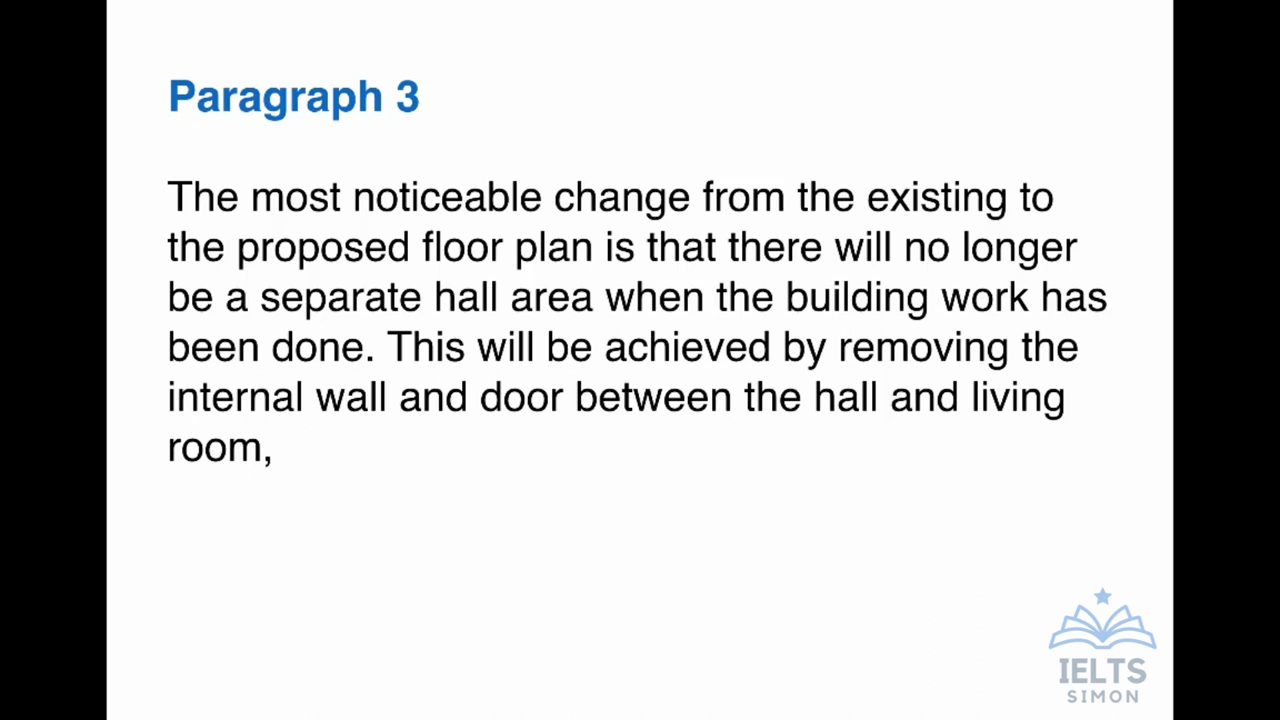 Paragraph 3
The most noticeable change from the existing to
the proposed floor plan is that there will no longer
be a separate hall area when the building work has
been done. This will be achieved by removing the
internal wall and door between the hall and living
room,
IELTS
SIMON